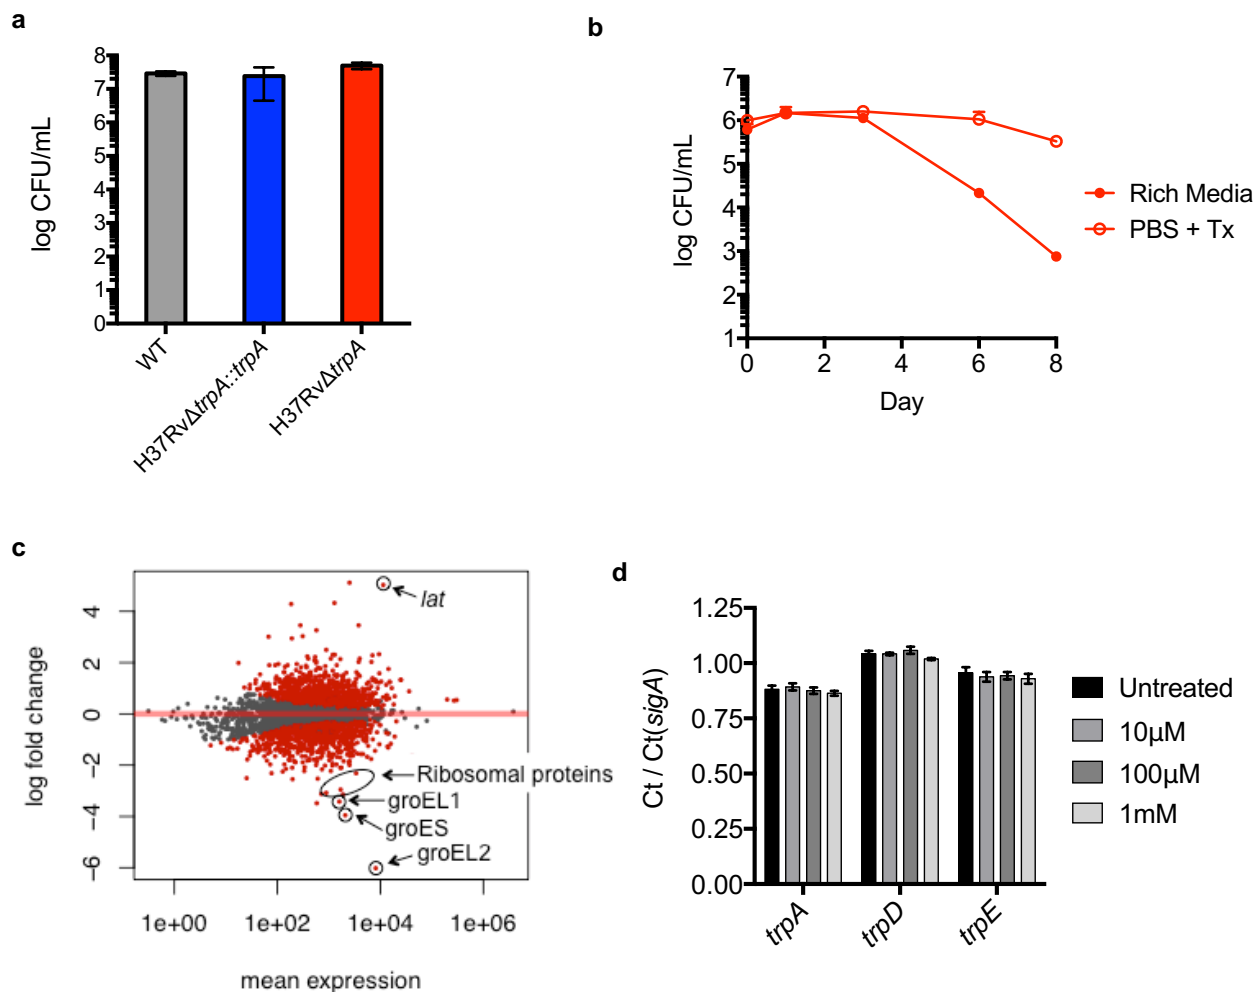 a
log CFU/mL
8
7
6
5
4
3
2
1
0
WT
H37RvΔtrpA::trpA
H37RvΔtrpA
b
log CFU/mL
7
6
5
4
3
2
1
0
2
4
6
8
Day
Rich Media
PBS + Tx
c
log fold change
4
2
0
−2
−4
−6
lat
Ribosomal proteins
groEL1
groES
groEL2
1e+00
1e+02
1e+04
1e+06
mean expression
d
Ct / Ct(sigA)
1.25
1.00
0.75
0.50
0.25
0.00
trpA
trpD
trpE
Untreated
10µM
100µM
1mM